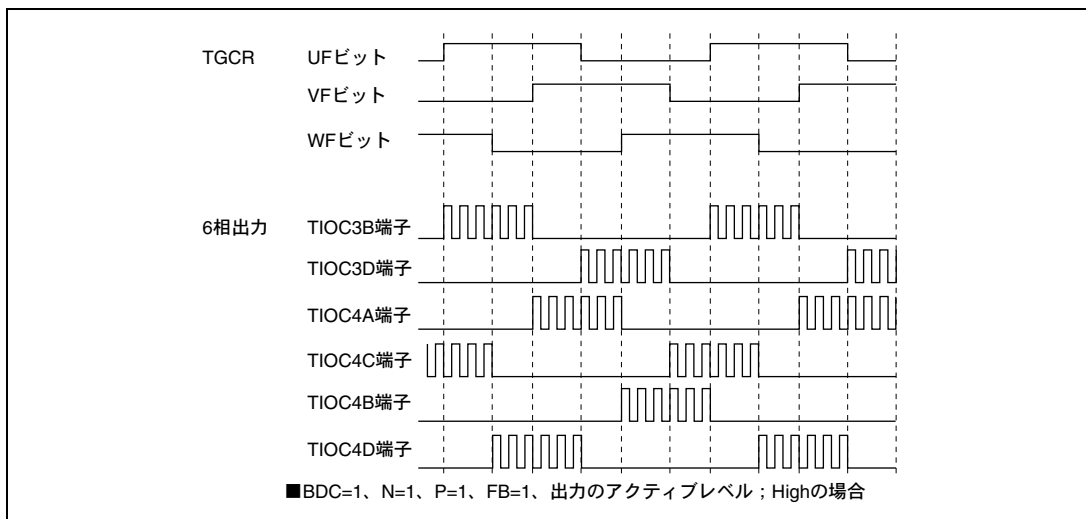 TGCR UFビット
VFビット
WFビット
6相出力 TIOC3B端子
TIOC3D端子
TIOC4A端子
TIOC4C端子
TIOC4B端子
TIOC4D端子
■BDC=1、N=1、P=1、FB=1、出力のアクティブレベル；Highの場合